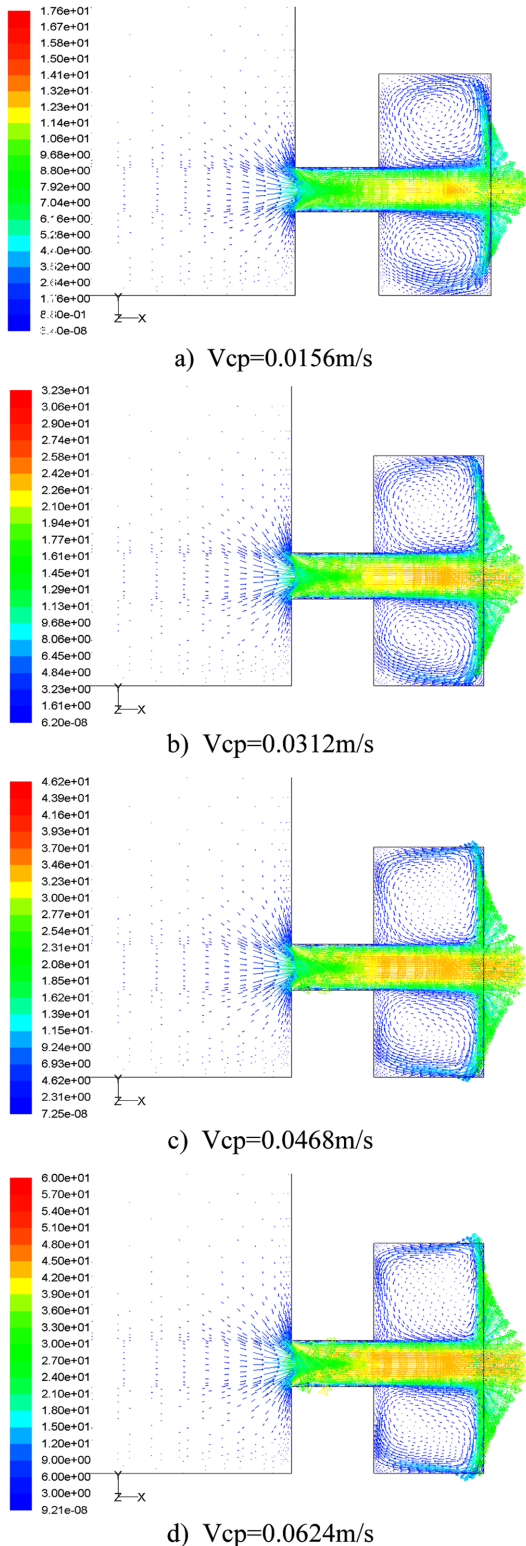 1.76e+01
1.67e+01
1.58e+01
1.50e+01
1.41e+01
1.32e+01
1.23e+01
1.14e+01
1.06e+01
9.68e+00
8.80e+00
7.92e+00
7.04e+00
6.16e+00
5.28e+00
4.40e+00
3.52e+00
2.64e+00
1.76e+00
8.80e-01
Y
Z X
a) Vcp=0.0156m/s
3.23e+01
3.06e+01
2.90e+01
2.74e+01
2.58e+01
2.42e+01
2.26e+01
2.10e+01
1.94e+01
1.77e+01
1.61e+01
1.45e+01
1.29e+01
1.13e+01
9.68e+00
8.06e+00
6.45e+00
4.84e+00
3.23e+00
1.61e+00
6.20e-08
Y
Z X
b) Vcp=0.0312m/s
4.62e+01
4.39e+01
4.16e+01
3.93e+01
3.70e+01
3.46e+01
3.23e+01
3.00e+01
2.77e+01
2.54e+01
2.31e+01
2.08e+01
1.85e+01
1.62e+01
1.39e+01
1.15e+01
9.24e+00
6.93e+00
4.62e+00
2.31e+00
7.25e-08
Y
Z X
c) Vcp=0.0468m/s
6.00e+01
5.70e+01
5.40e+01
5.10e+01
4.80e+01
4.50e+01
4.20e+01
3.90e+01
3.60e+01
3.30e+01
3.00e+01
2.70e+01
2.40e+01
2.10e+01
1.80e+01
1.50e+01
1.20e+01
9.00e+00
6.00e+00
3.00e+00
9.21e-08
Y
Z X
d) Vcp=0.0624m/s